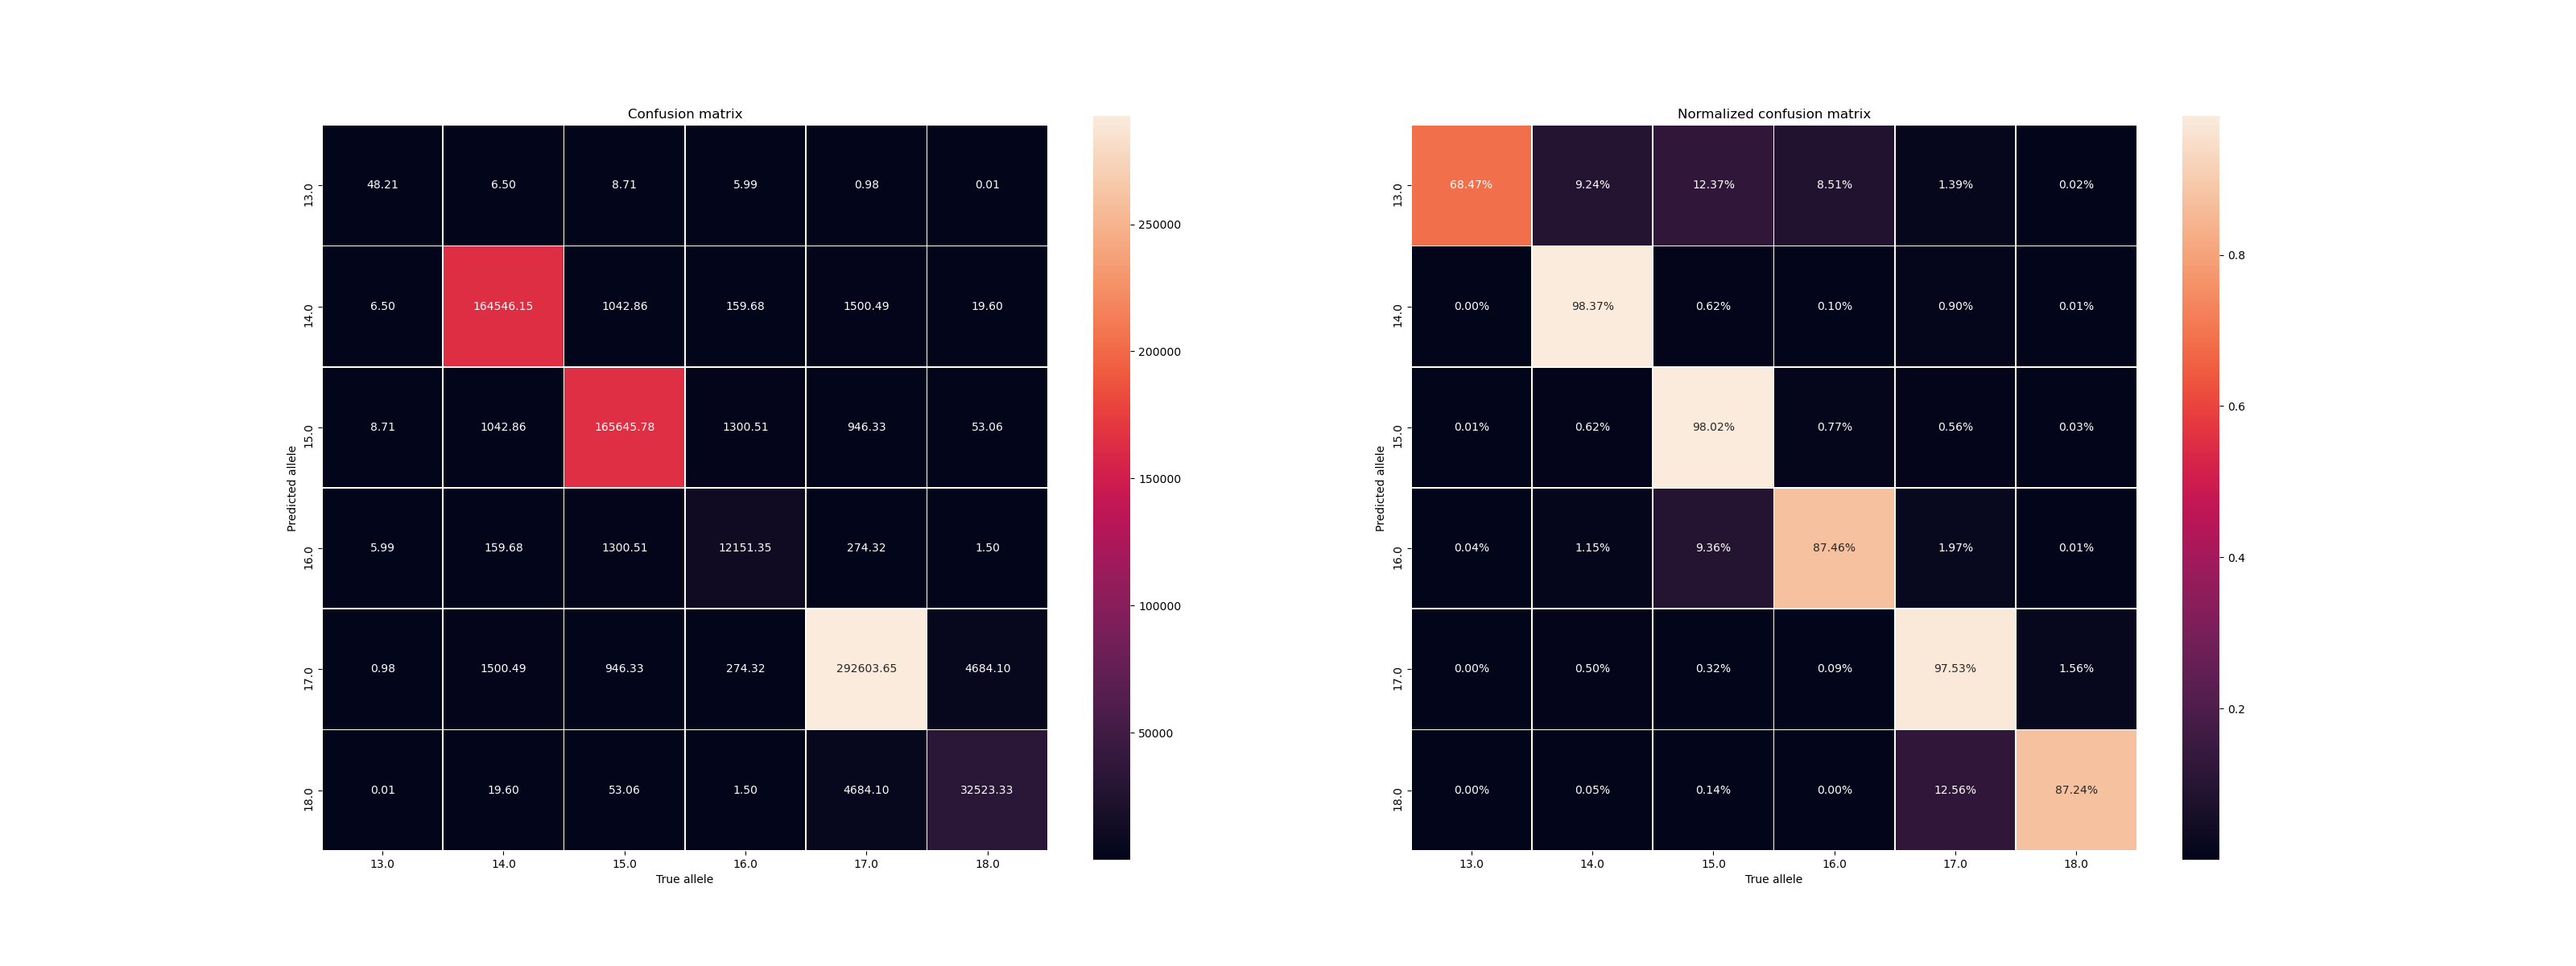 Confusion matrix
13.0 48.21 6.50 8.71 5.99 0.98 0.01
14.0 6.50 164546.15 1042.86 159.68 1500.49 19.60
15.0 8.71 1042.86 165645.78 1300.51 946.33 53.06
16.0 5.99 159.68 1300.51 12151.35 274.32 1.50
17.0 0.98 1500.49 946.33 274.32 292603.65 4684.10
18.0 0.01 19.60 53.06 1.50 4684.10 32523.33
13.0 14.0 15.0 16.0 17.0 18.0
True allele
Predicted allele
250000
200000
150000
100000
50000
Normalized confusion matrix
13.0 68.47% 9.24% 12.37% 8.51% 1.39% 0.02%
14.0 0.00% 98.37% 0.62% 0.10% 0.90% 0.01%
15.0 0.01% 0.62% 98.02% 0.77% 0.56% 0.03%
16.0 0.04% 1.15% 9.36% 87.46% 1.97% 0.01%
17.0 0.00% 0.50% 0.32% 0.09% 97.53% 1.56%
18.0 0.00% 0.05% 0.14% 0.00% 12.56% 87.24%
13.0 14.0 15.0 16.0 17.0 18.0
True allele
Predicted allele
0.8
0.6
0.4
0.2